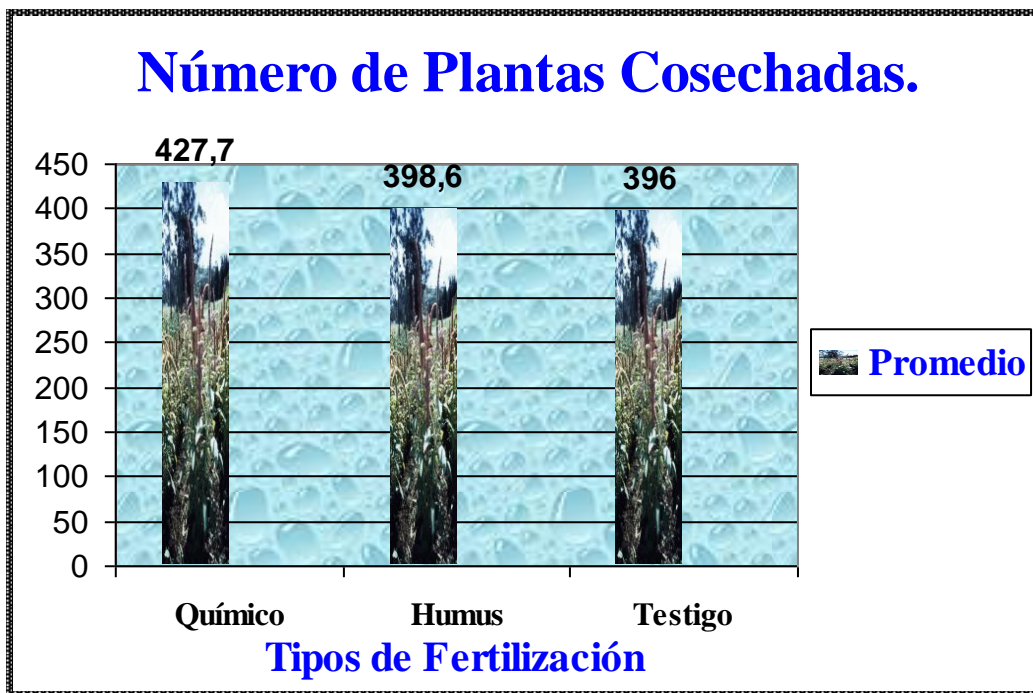 Número de Plantas Cosechadas.
427,7
398,6
396
450
400
350
300
250
200
150
100
50
0
Promedio
Químico
Humus
Testigo
Tipos de Fertilización